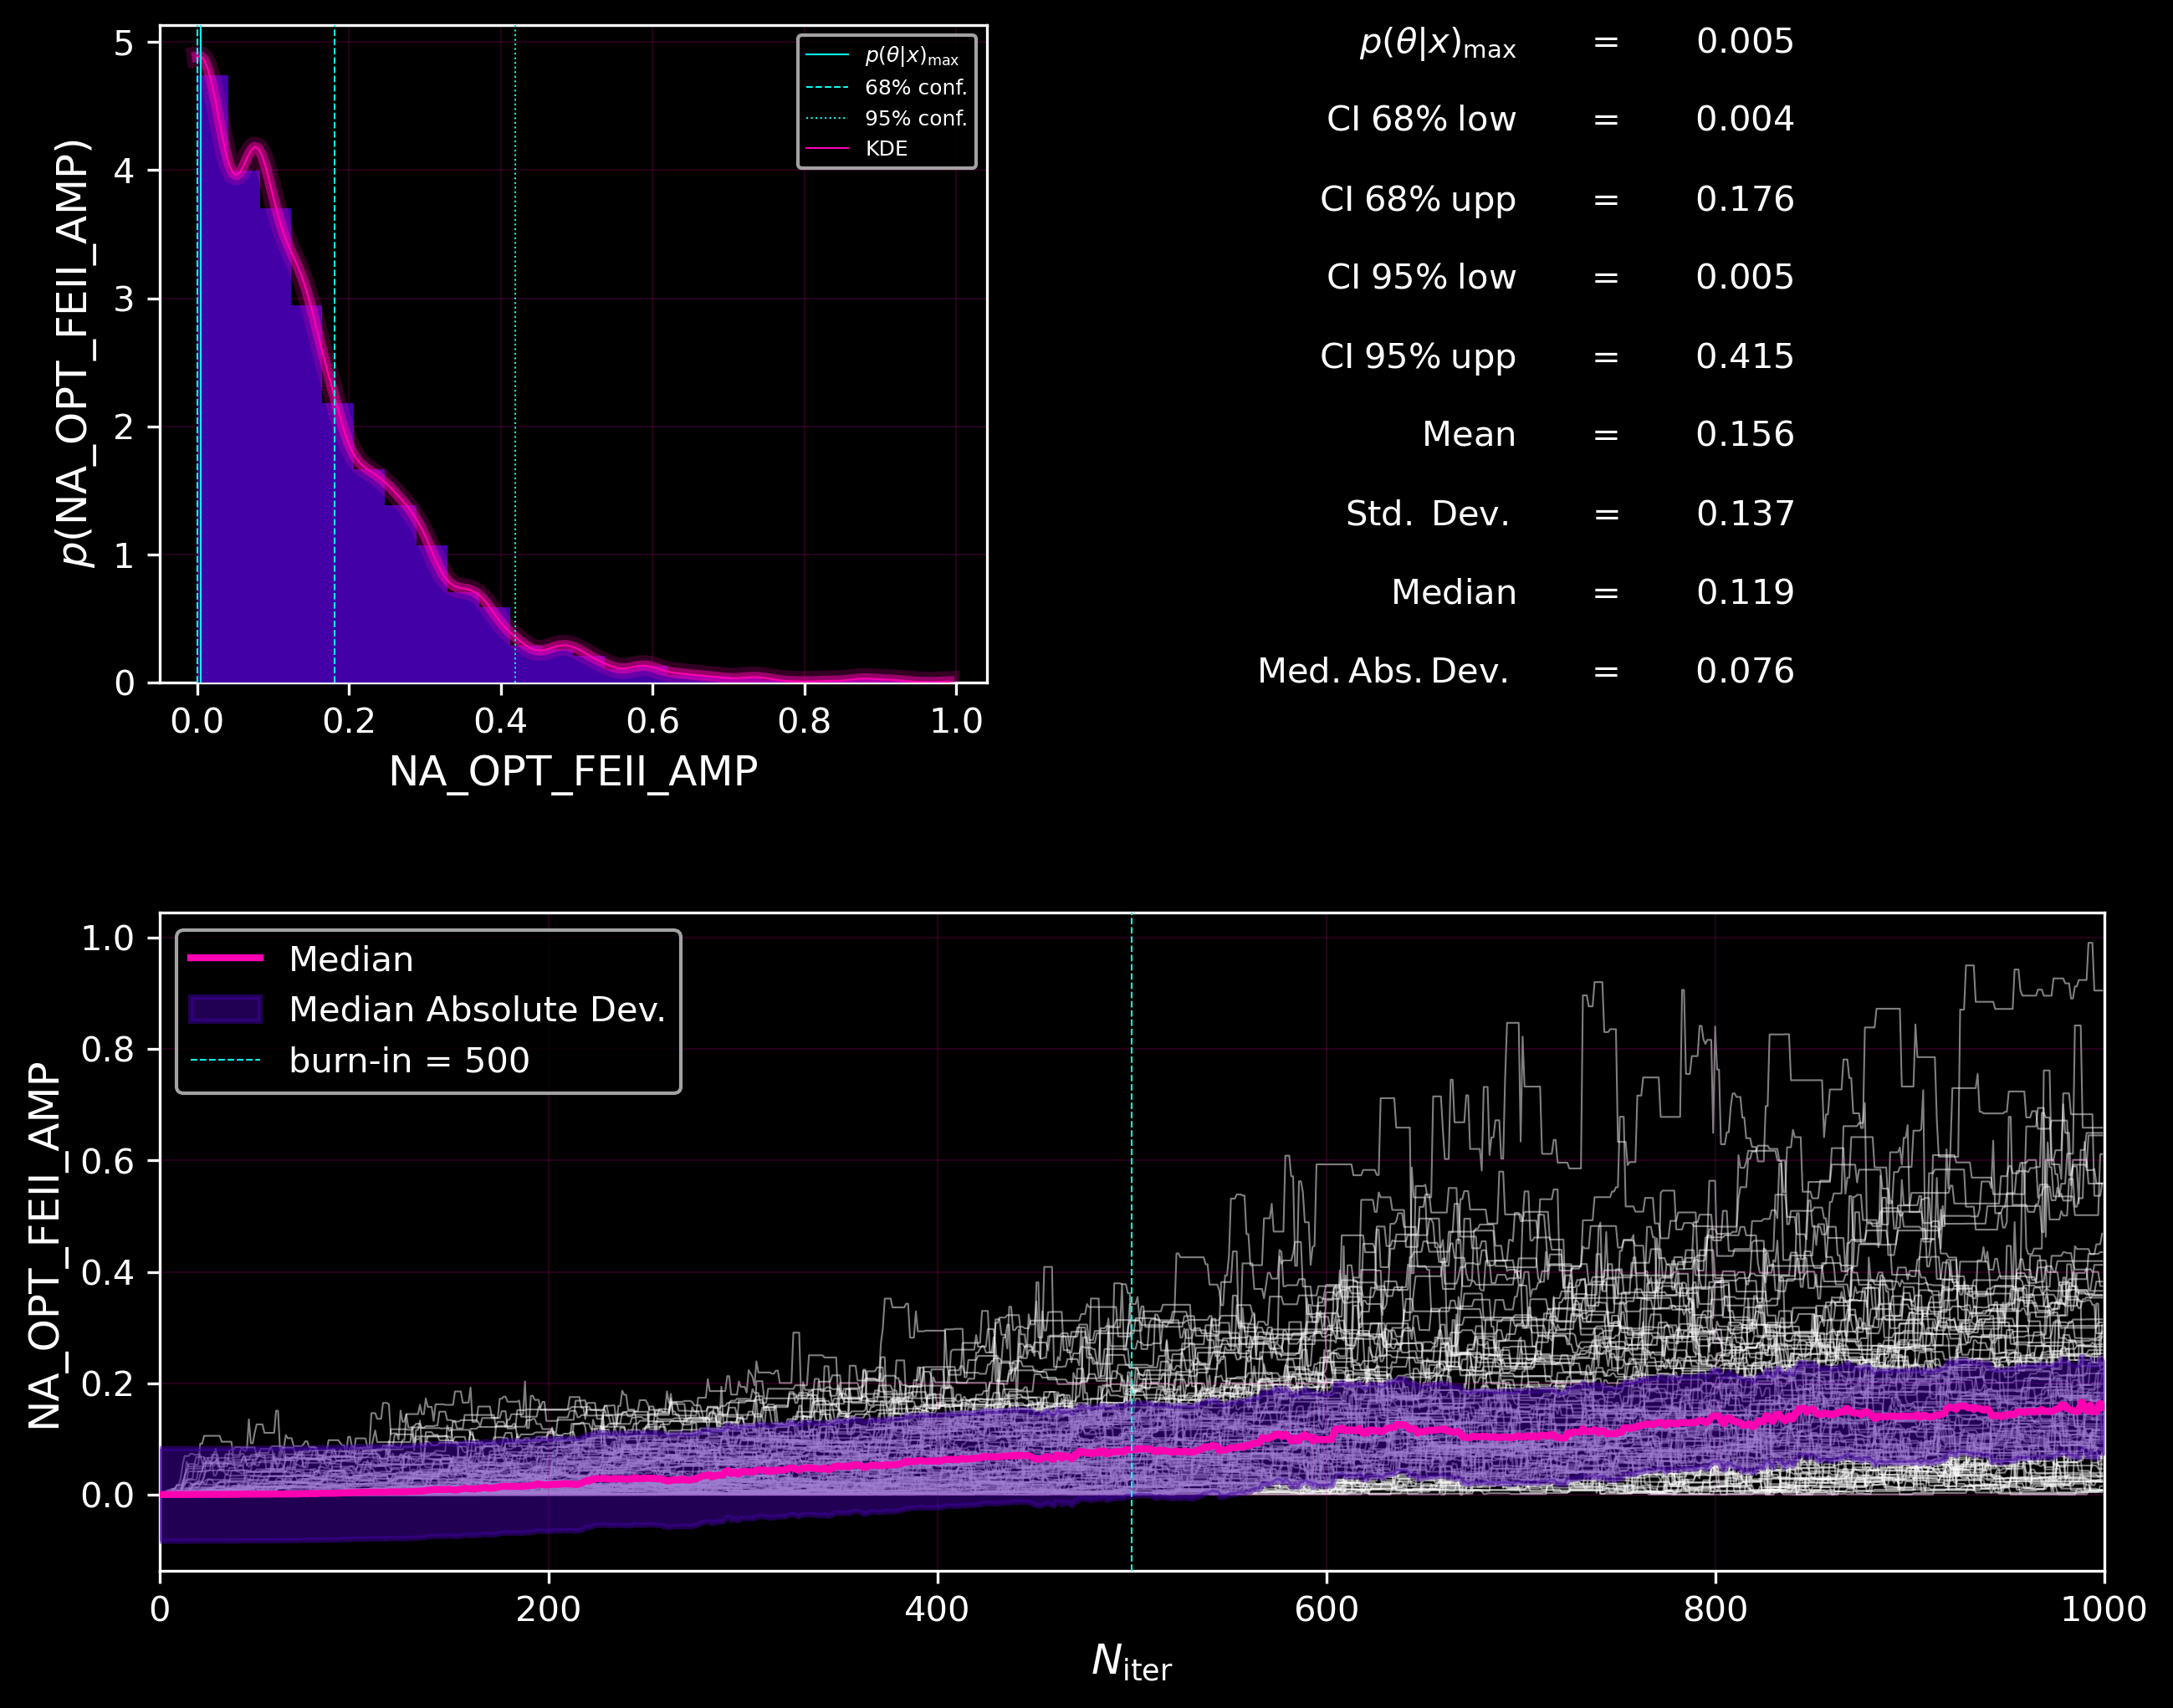 5
4
3
2
1
0
p(NA_OPT_FEII_AMP)
p(θ|x)max
68% conf.
95% conf.
KDE
0.0 0.2 0.4 0.6 0.8 1.0
NA_OPT_FEII_AMP
p(θ|x)max = 0.005
CI 68% low = 0.004
CI 68% upp = 0.176
CI 95% low = 0.005
CI 95% upp = 0.415
Mean = 0.156
Std. Dev. = 0.137
Median = 0.119
Med. Abs. Dev. = 0.076
1.0
0.8
0.6
0.4
0.2
0.0
NA_OPT_FEII_AMP
Median
Median Absolute Dev.
burn-in = 500
0 200 400 600 800 1000
Niter